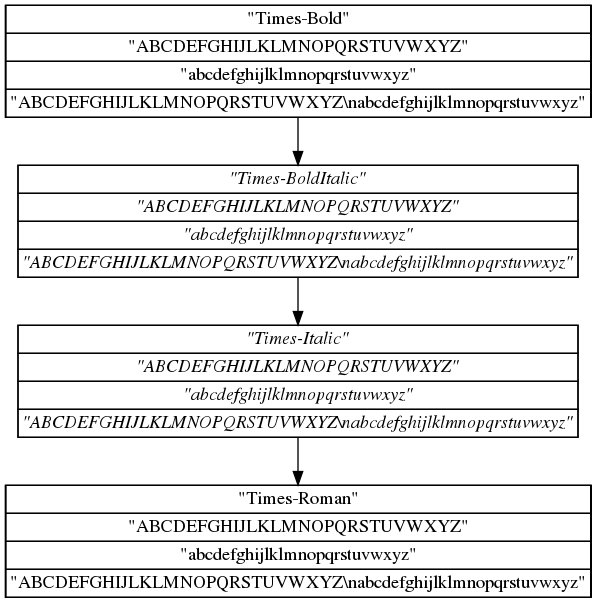 "Times-Bold"
"ABCDEFGHIJLKLMNOPQRSTUVWXYZ"
"abcdefghijlklmnopqrstuvwxyz"
"ABCDEFGHIJLKLMNOPQRSTUVWXYZ\nabcdefghijlklmnopqrstuvwxyz"
"Times-BoldItalic"
"ABCDEFGHIJLKLMNOPQRSTUVWXYZ"
"abcdefghijlklmnopqrstuvwxyz"
"ABCDEFGHIJLKLMNOPQRSTUVWXYZ\nabcdefghijlklmnopqrstuvwxyz"
"Times-Italic"
"ABCDEFGHIJLKLMNOPQRSTUVWXYZ"
"abcdefghijlklmnopqrstuvwxyz"
"ABCDEFGHIJLKLMNOPQRSTUVWXYZ\nabcdefghijlklmnopqrstuvwxyz"
"Times-Roman"
"ABCDEFGHIJLKLMNOPQRSTUVWXYZ"
"abcdefghijlklmnopqrstuvwxyz"
"ABCDEFGHIJLKLMNOPQRSTUVWXYZ\nabcdefghijlklmnopqrstuvwxyz"